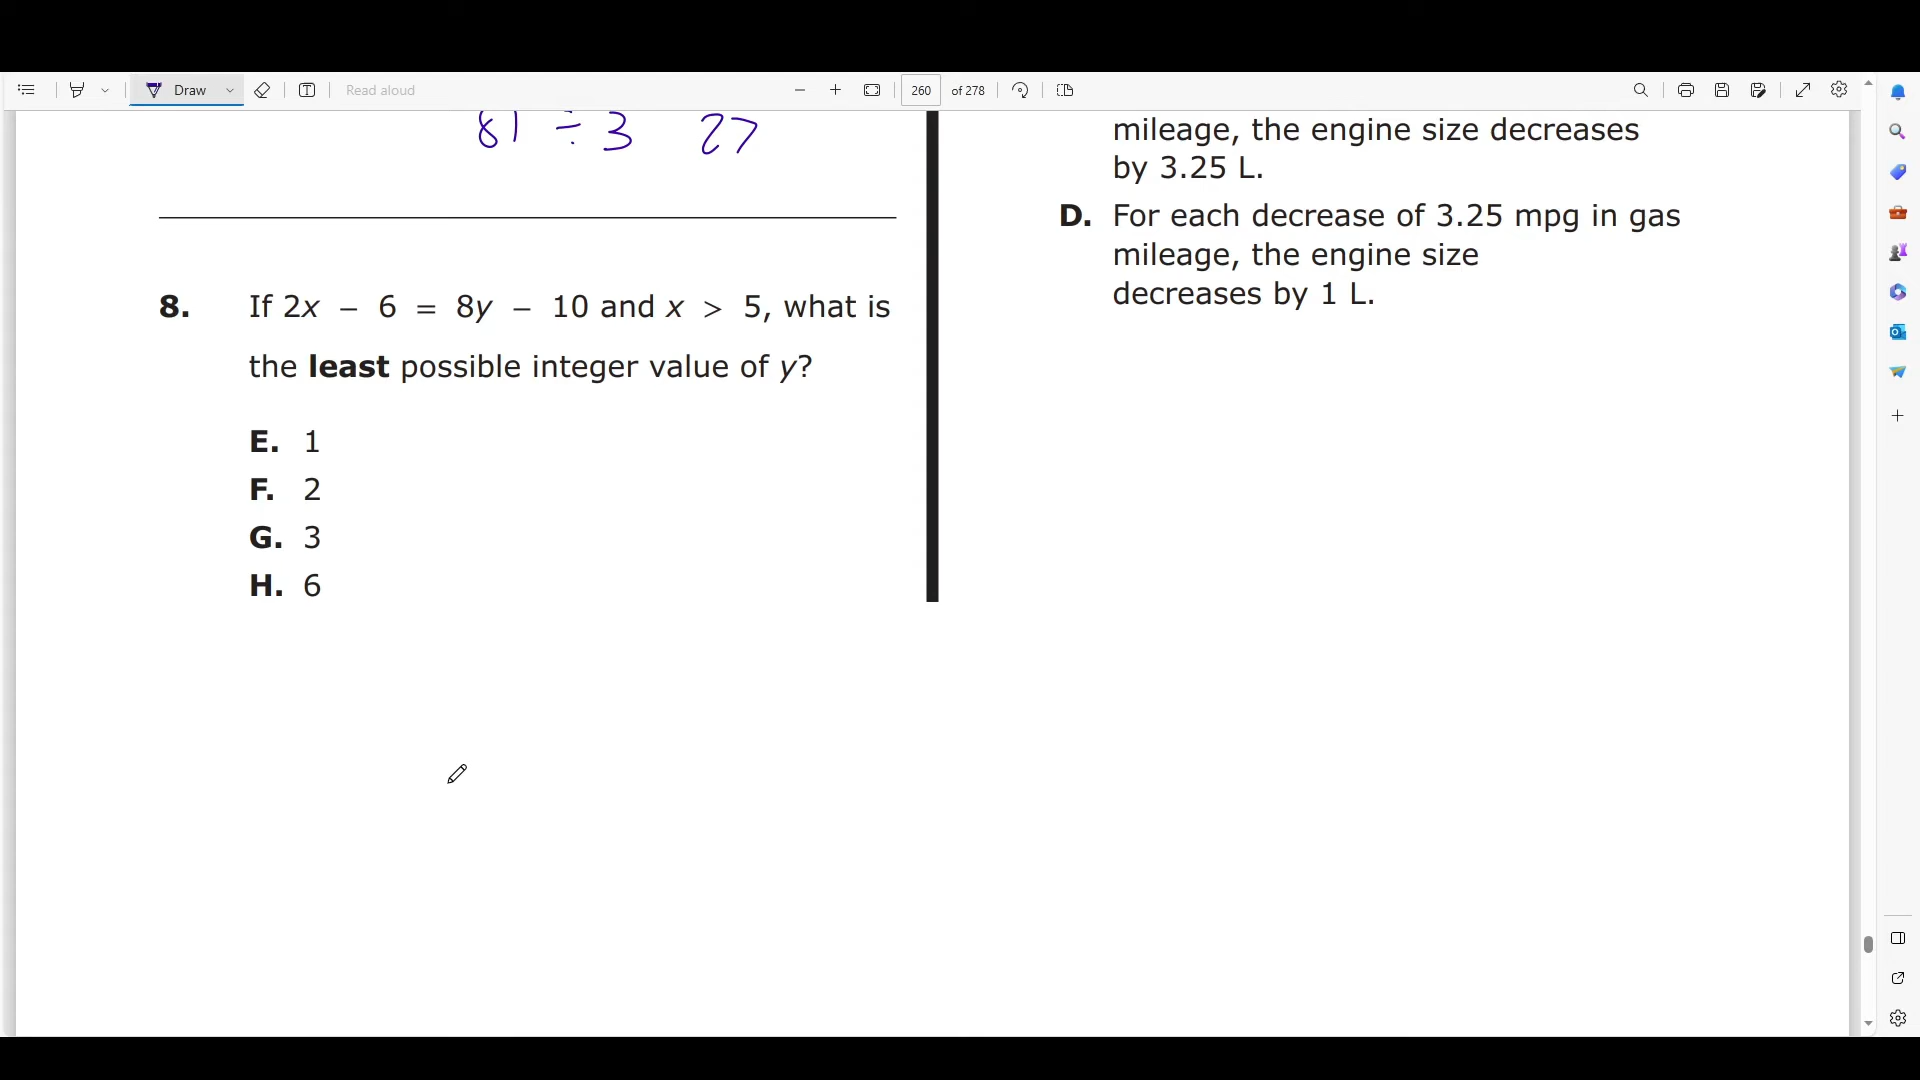 Draw
Read aloud
260 of 278
81 ÷ 3 27
8. If 2x − 6 = 8y − 10 and x > 5, what is
the least possible integer value of y?
E. 1
F. 2
G. 3
H. 6
mileage, the engine size decreases
by 3.25 L.
D. For each decrease of 3.25 mpg in gas
mileage, the engine size
decreases by 1 L.